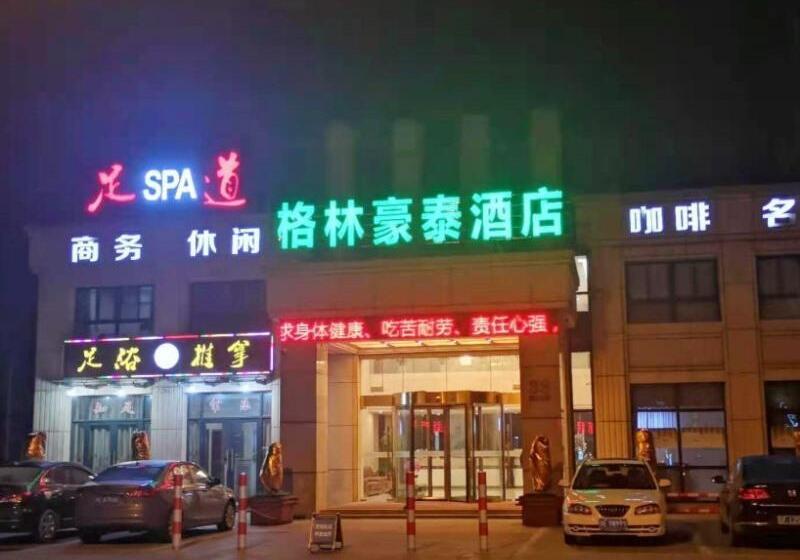 足SPA道
商务 休闲
格林豪泰酒店
咖啡 名
求身体健康、吃苦耐劳、责任心强，
足浴 推拿